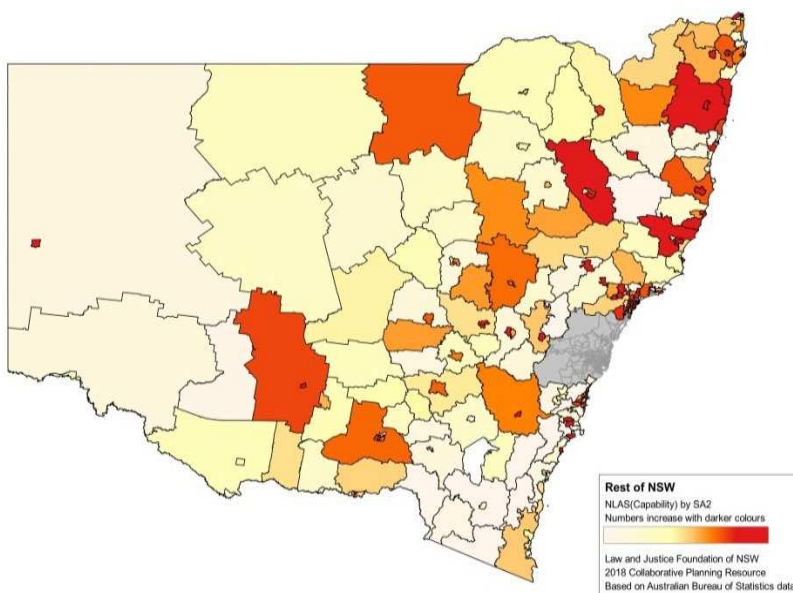 Rest of NSW
NLAS(Capability) by SA2
Numbers increase with darker colours
Law and Justice Foundation of NSW
2018 Collaborative Planning Resource
Based on Australian Bureau of Statistics data